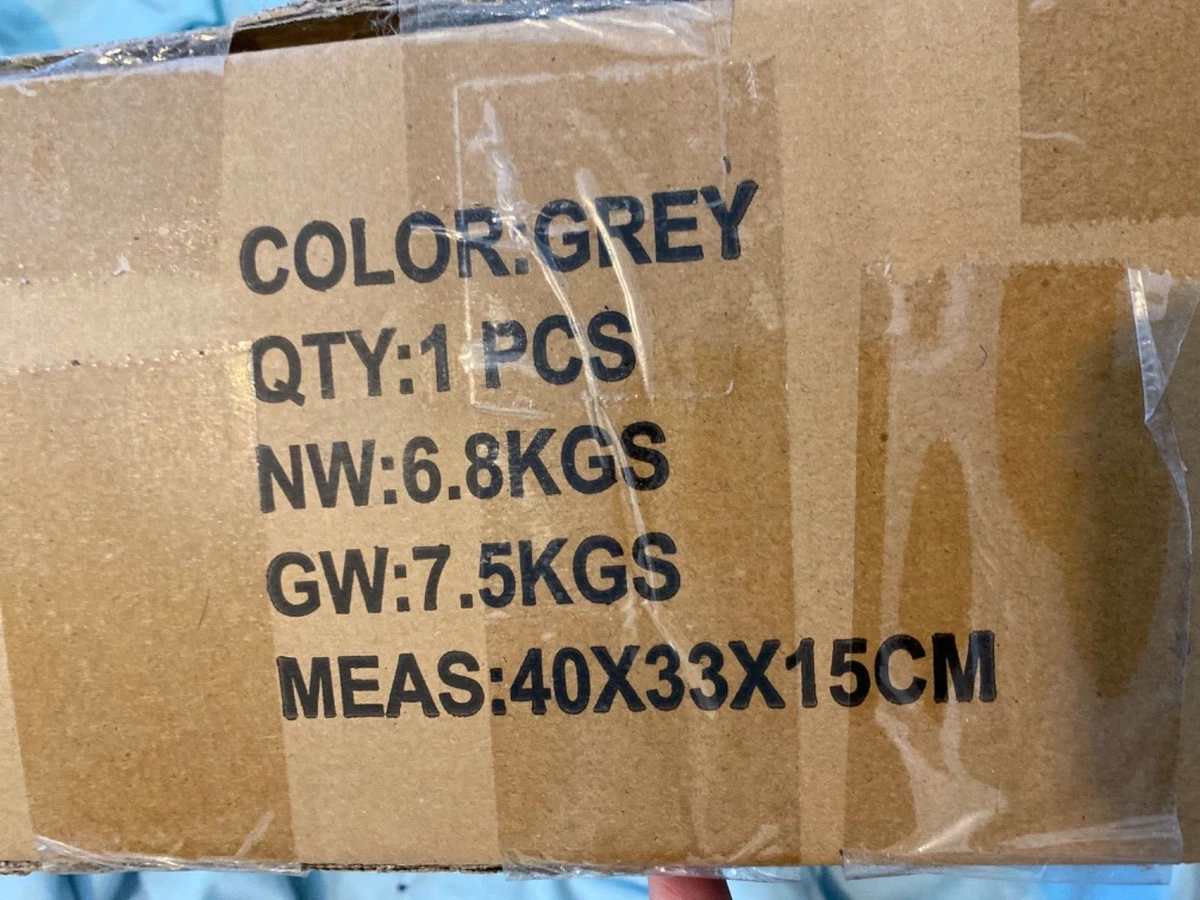 COLOR:GREY
QTY:1 PCS
NW:6.8KGS
GW:7.5KGS
MEAS:40X33X15CM